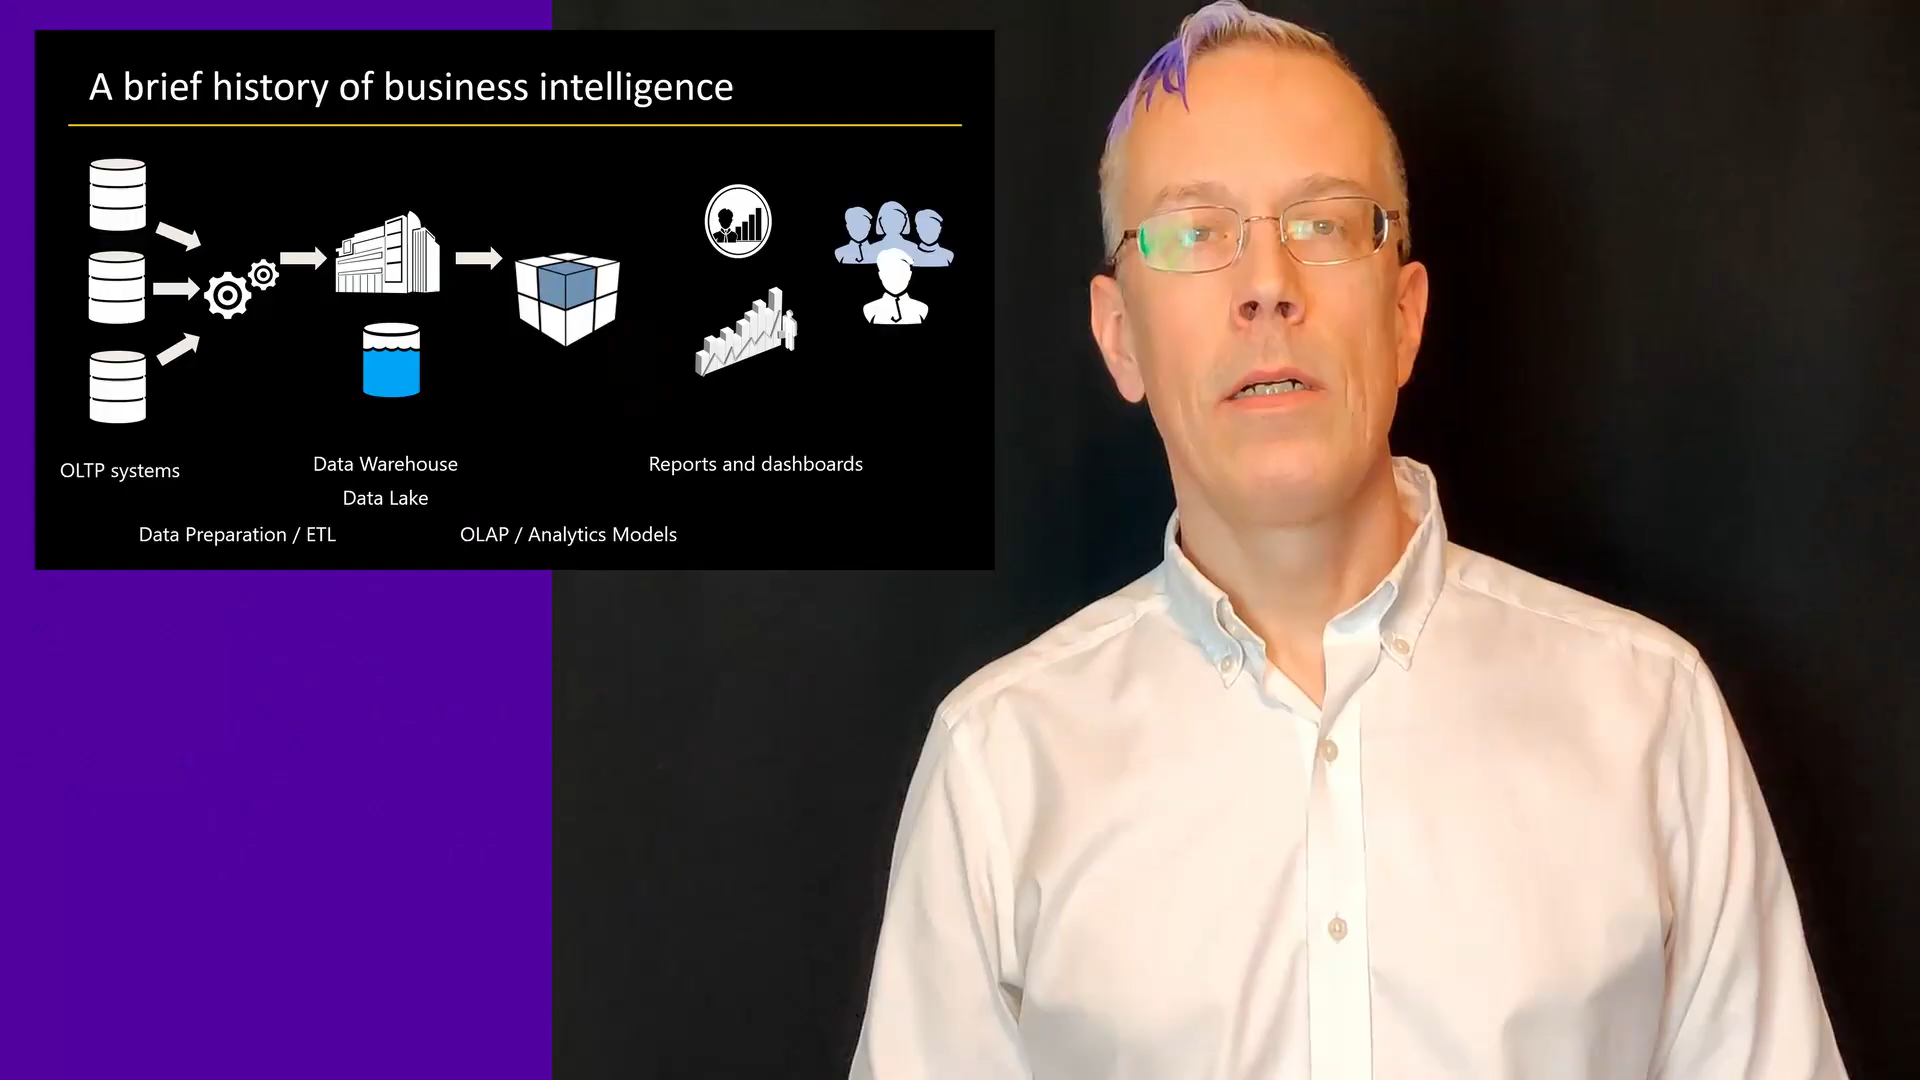 A brief history of business intelligence
OLTP systems
Data Warehouse
Data Lake
Reports and dashboards
Data Preparation / ETL
OLAP / Analytics Models